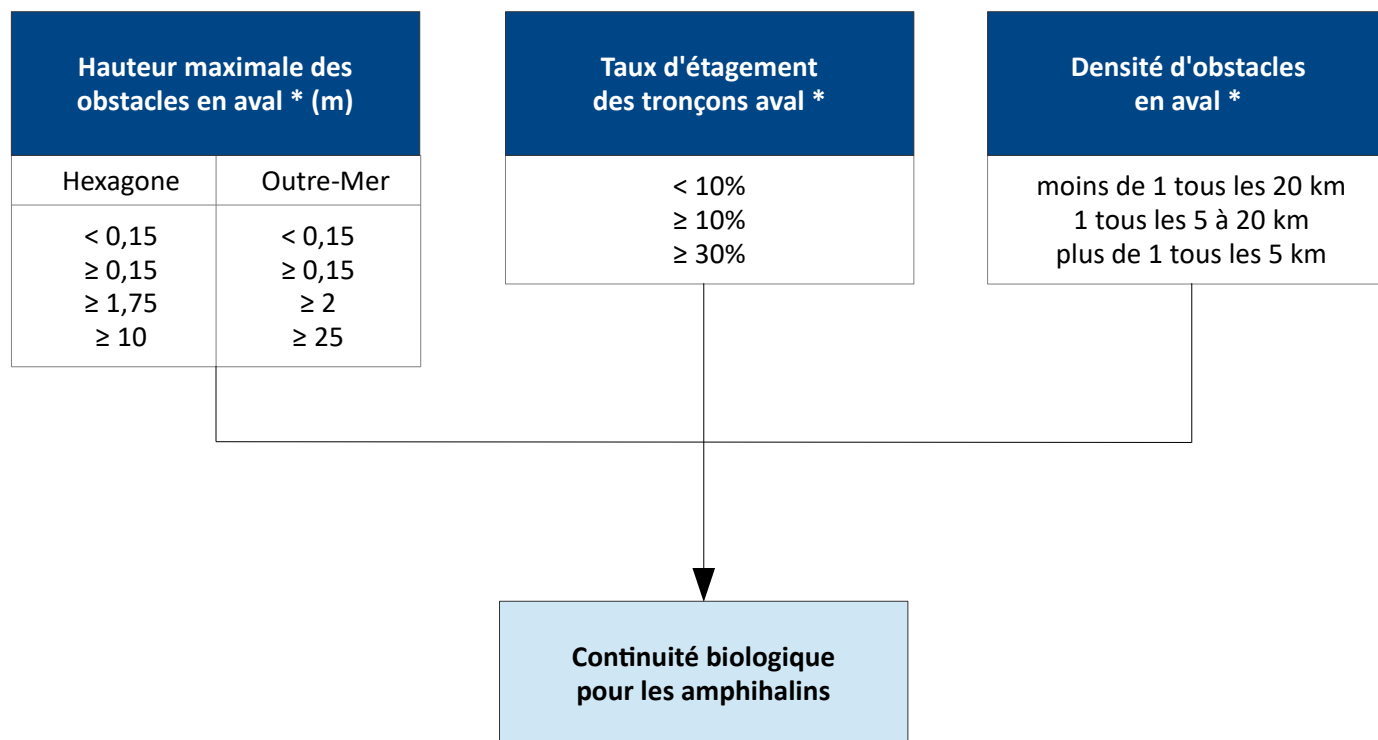 Hauteur maximale des
obstacles en aval * (m)
Hexagone
Outre-Mer
< 0,15
≥ 0,15
≥ 1,75
≥ 10
< 0,15
≥ 0,15
≥ 2
≥ 25
Taux d'étagement
des tronçons aval *
< 10%
≥ 10%
≥ 30%
Densité d'obstacles
en aval *
moins de 1 tous les 20 km
1 tous les 5 à 20 km
plus de 1 tous les 5 km
Continuité biologique
pour les amphihalins